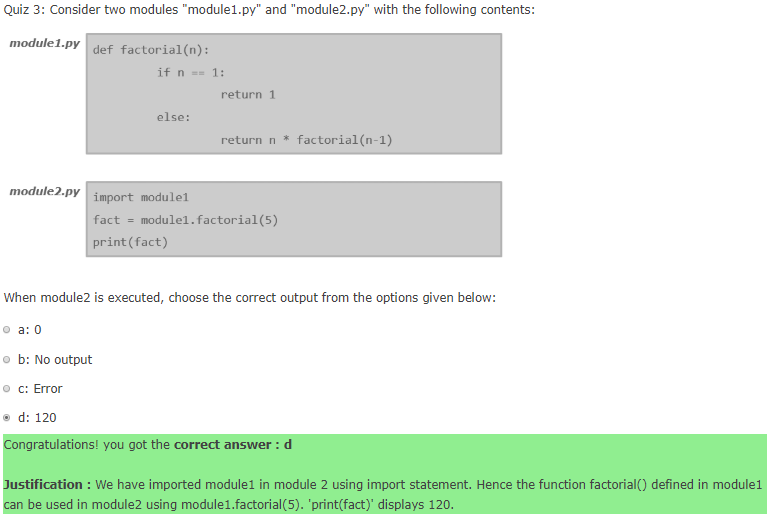 Quiz 3: Consider two modules "module1.py" and "module2.py" with the following contents:
module1.py
def factorial(n):
if n == 1:
return 1
else:
return n * factorial(n-1)
module2.py
import module1
fact = module1.factorial(5)
print(fact)
When module2 is executed, choose the correct output from the options given below:
a: 0
b: No output
c: Error
d: 120
Congratulations! you got the correct answer : d
Justification : We have imported module1 in module 2 using import statement. Hence the function factorial() defined in module1
can be used in module2 using module1.factorial(5). 'print(fact)' displays 120.